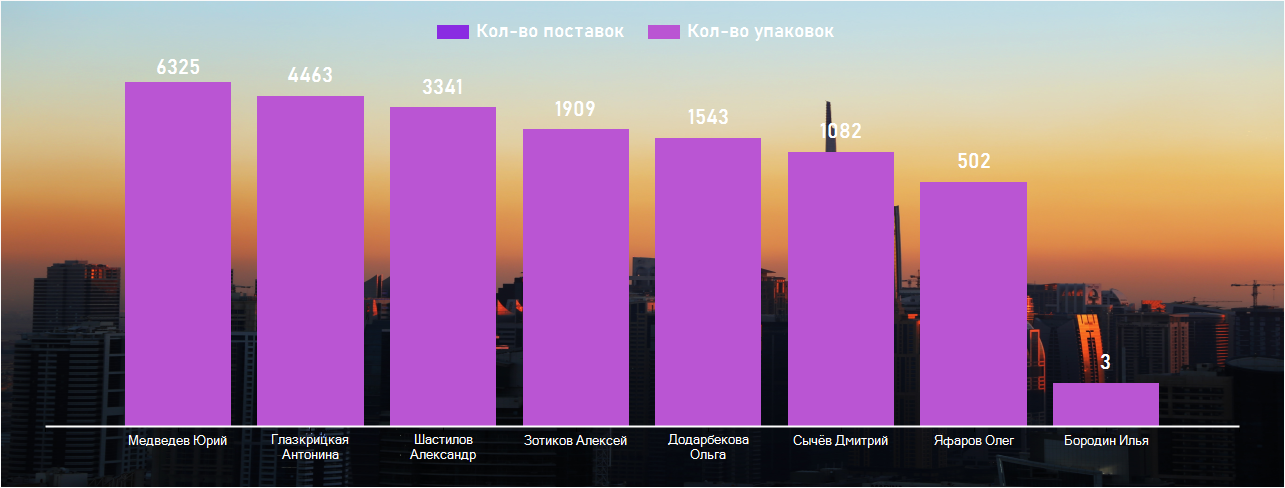 Кол-во поставок Кол-во упаковок
6325 4463 3341 1909 1543 1082 502 3
Медведев Юрий Глазкрицкая Антонина Шастилов Александр Зотиков Алексей Додарбекова Ольга Сычёв Дмитрий Яфаров Олег Бородин Илья